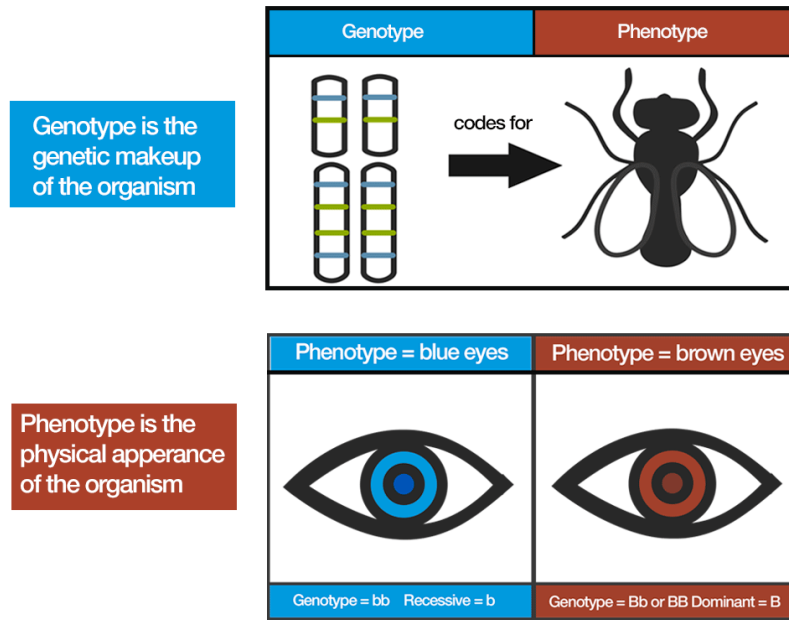 Genotype
Phenotype
Genotype is the
genetic makeup
of the organism
codes for
Phenotype = blue eyes
Phenotype = brown eyes
Phenotype is the
physical apperance
of the organism
Genotype = bb Recessive = b
Genotype = Bb or BB Dominant = B